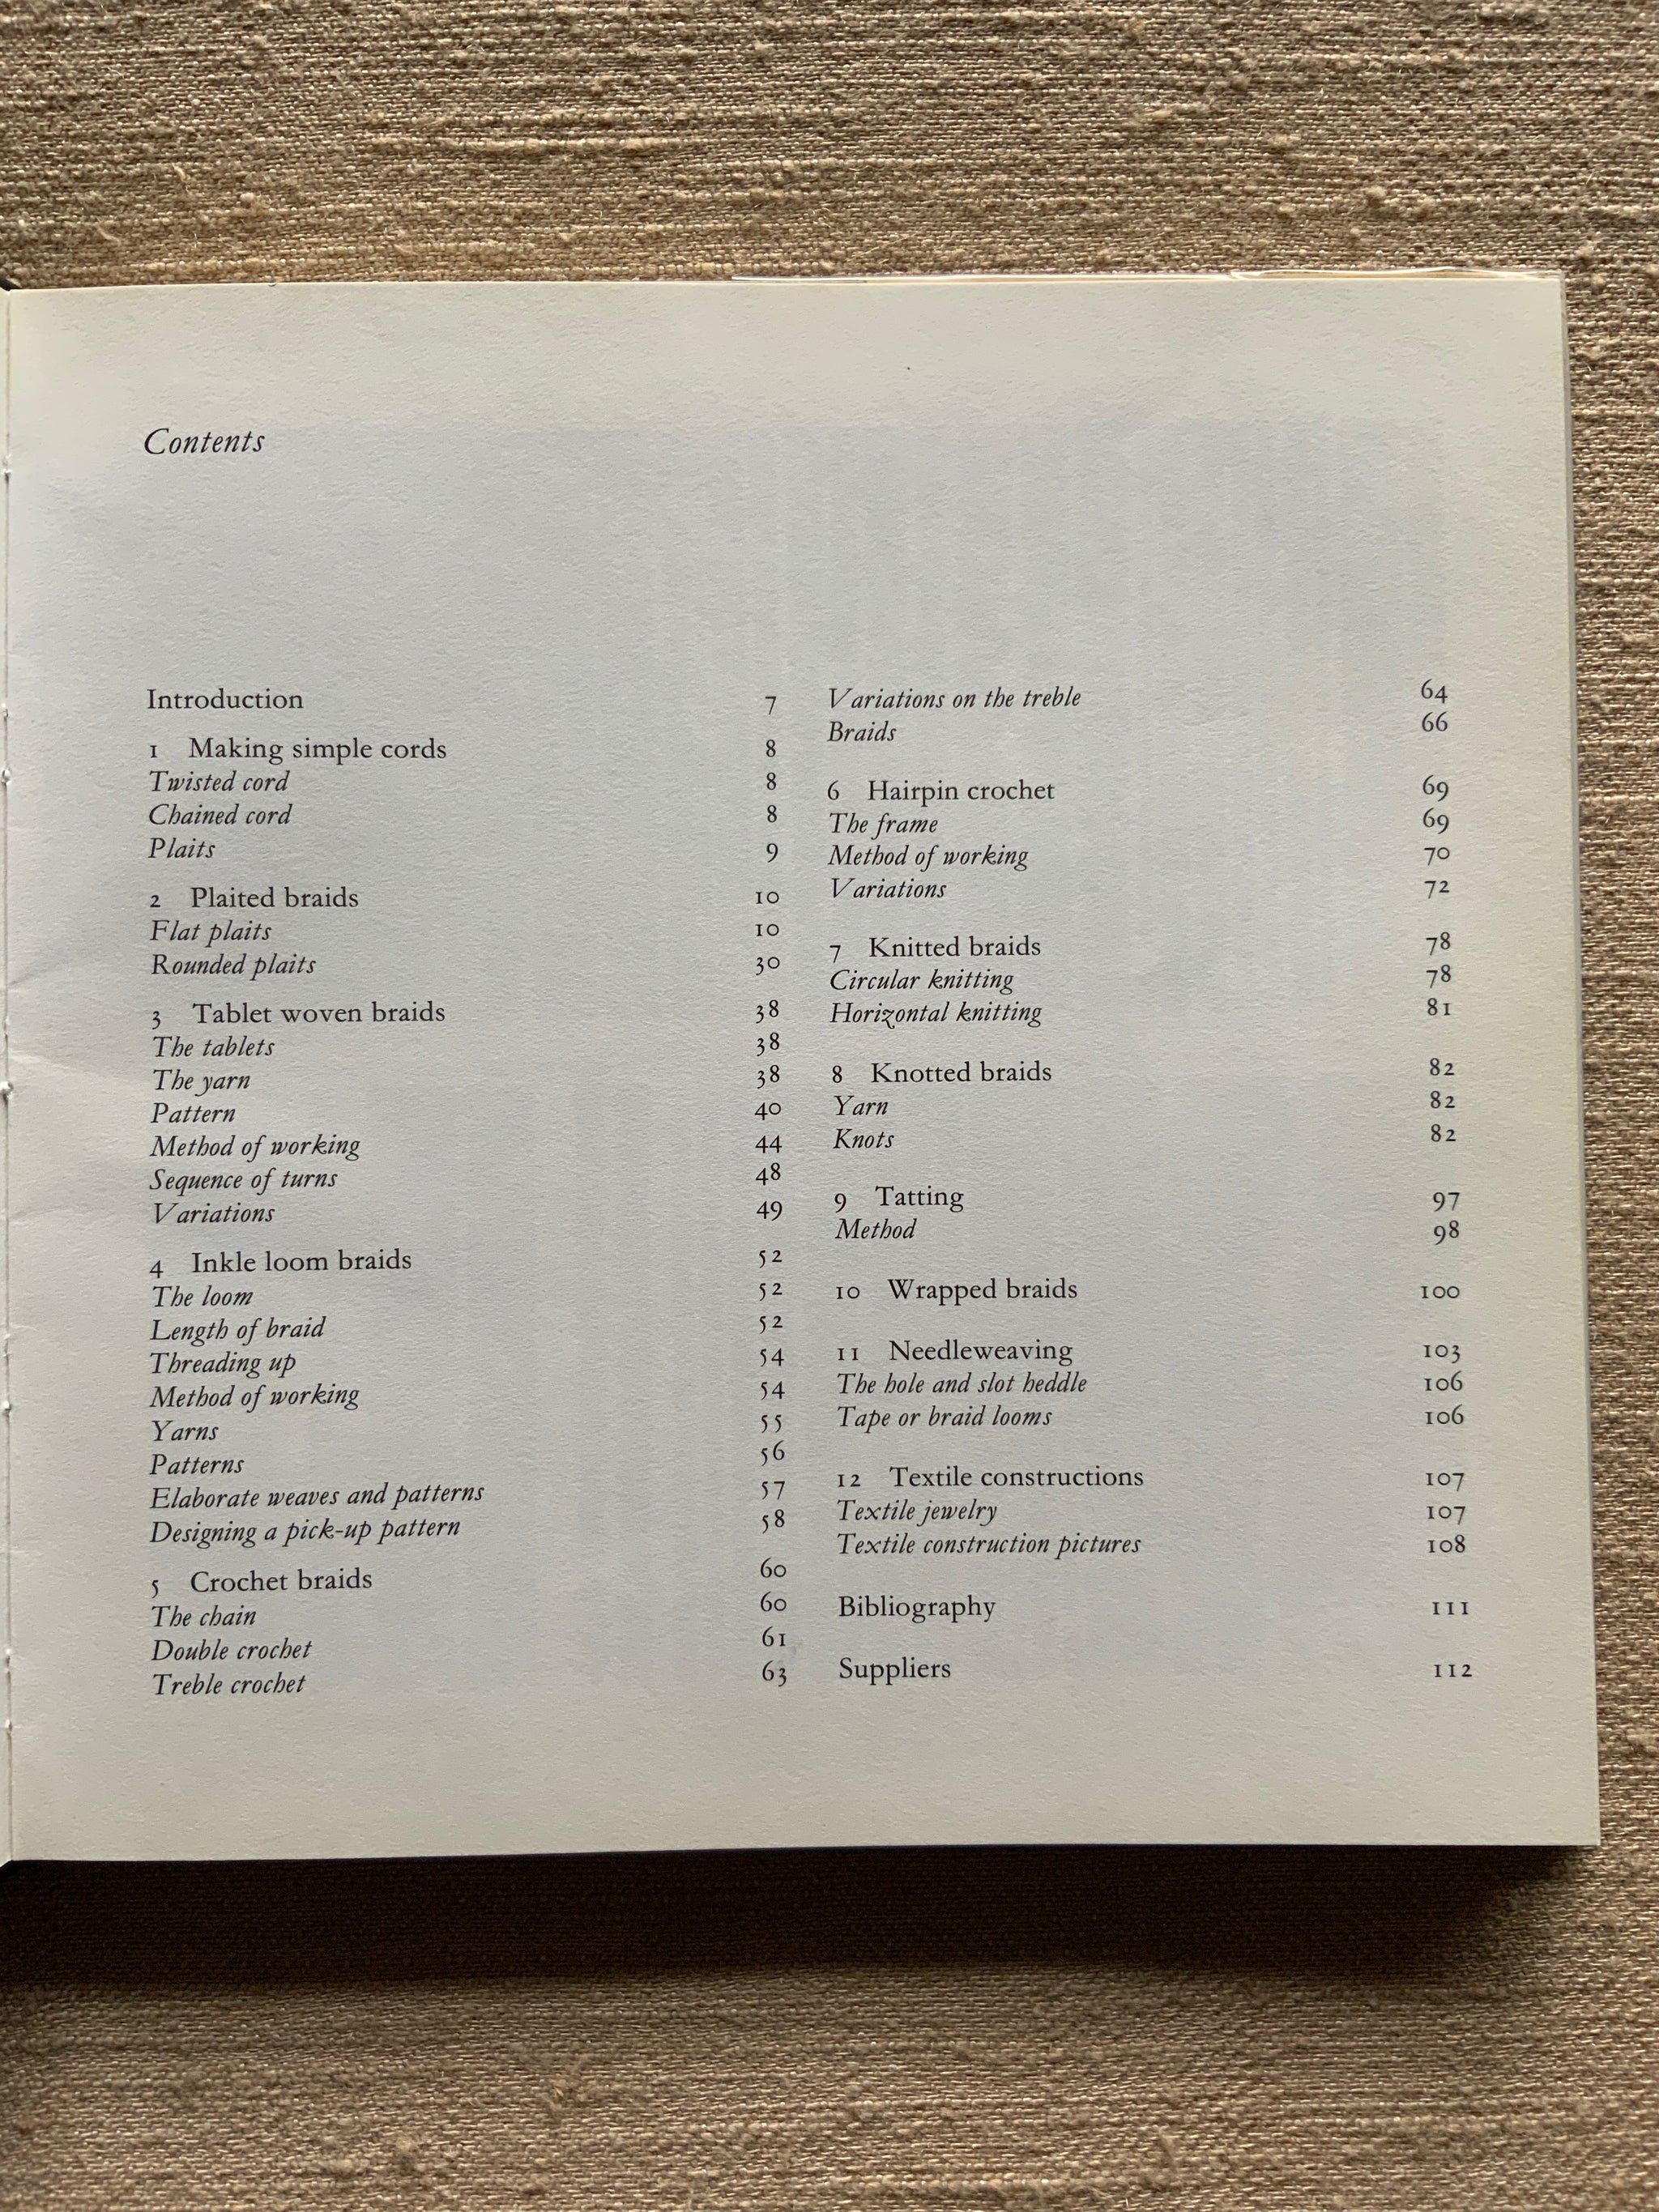 Contents
Introduction 7
1 Making simple cords 8
Twisted cord 8
Chained cord 8
Plaits 9
2 Plaited braids 10
Flat plaits 10
Rounded plaits 30
3 Tablet woven braids 38
The tablets 38
The yarn 38
Pattern 40
Method of working 44
Sequence of turns 48
Variations 49
4 Inkle loom braids 52
The loom 52
Length of braid 52
Threading up 54
Method of working 54
Yarns 55
Patterns 56
Elaborate weaves and patterns 57
Designing a pick-up pattern 58
5 Crochet braids 60
The chain 60
Double crochet 61
Treble crochet 63
Variations on the treble 64
Braids 66
6 Hairpin crochet 69
The frame 69
Method of working 70
Variations 72
7 Knitted braids 78
Circular knitting 78
Horizontal knitting 81
8 Knotted braids 82
Yarn 82
Knots 82
9 Tatting 97
Method 98
10 Wrapped braids 100
11 Needleweaving 103
The hole and slot heddle 106
Tape or braid looms 106
12 Textile constructions 107
Textile jewelry 107
Textile construction pictures 108
Bibliography 111
Suppliers 112